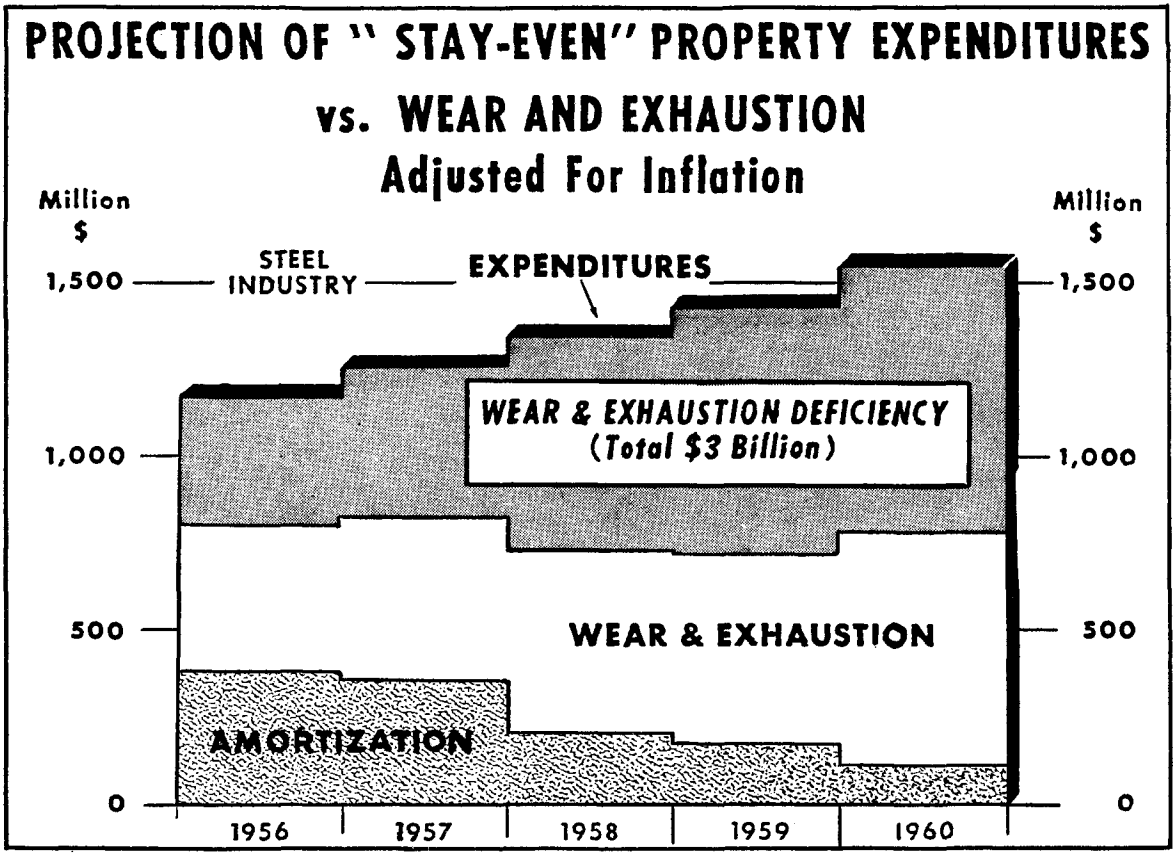 PROJECTION OF " STAY-EVEN" PROPERTY EXPENDITURES
vs. WEAR AND EXHAUSTION
Adjusted For Inflation
Million
$
Million
$
STEEL
INDUSTRY
EXPENDITURES
1,500
1,500
WEAR & EXHAUSTION DEFICIENCY
(Total $3 Billion)
1,000
1,000
500
WEAR & EXHAUSTION
500
AMORTIZATION
0
0
1956
1957
1958
1959
1960